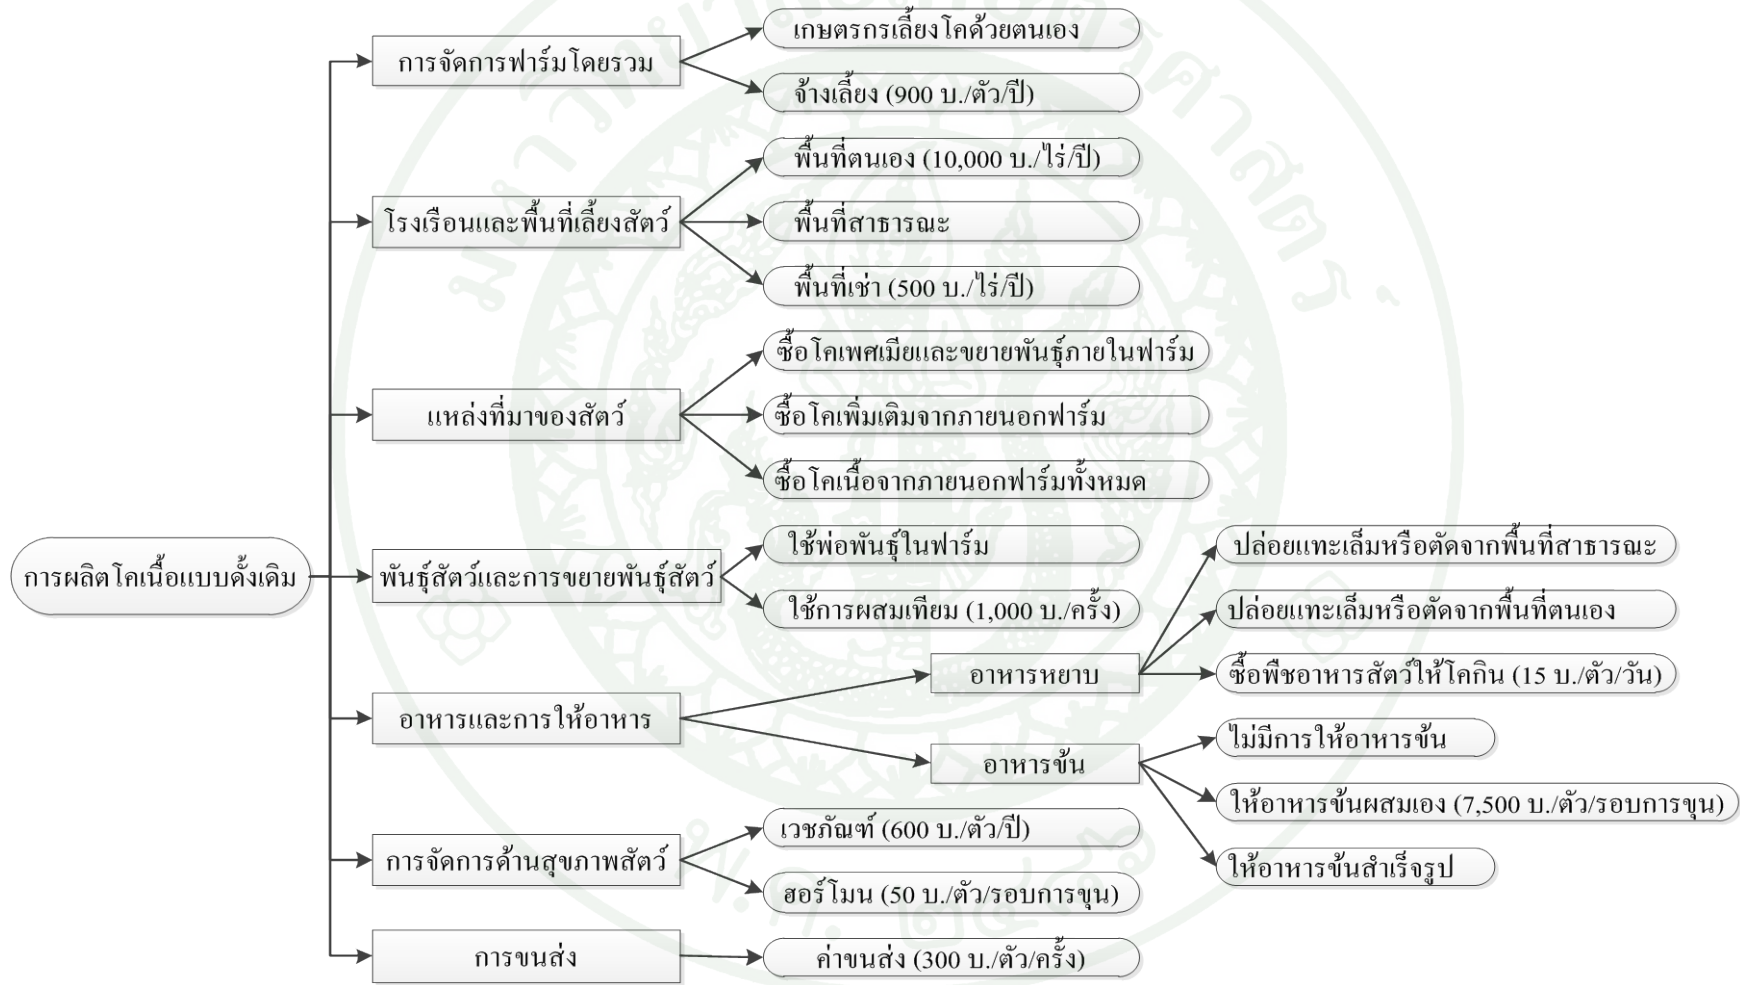 การผลิตโคเนื้อแบบดั้งเดิม
การจัดการฟาร์มโดยรวม
เกษตรกรเลี้ยงโคด้วยตนเอง
จ้างเลี้ยง (900 บ./ตัว/ปี)
โรงเรือนและพื้นที่เลี้ยงสัตว์
พื้นที่ตนเอง (10,000 บ./ไร่/ปี)
พื้นที่สาธารณะ
พื้นที่เช่า (500 บ./ไร่/ปี)
แหล่งที่มาของสัตว์
ซื้อโคเพศเมียและขยายพันธุ์ภายในฟาร์ม
ซื้อโคเพิ่มเติมจากภายนอกฟาร์ม
ซื้อโคเนื้อจากภายนอกฟาร์มทั้งหมด
พันธุ์สัตว์และการขยายพันธุ์สัตว์
ใช้พ่อพันธุ์ในฟาร์ม
ใช้การผสมเทียม (1,000 บ./ครั้ง)
อาหารและการให้อาหาร
อาหารหยาบ
ปล่อยแทะเล็มหรือตัดจากพื้นที่สาธารณะ
ปล่อยแทะเล็มหรือตัดจากพื้นที่ตนเอง
ซื้อพืชอาหารสัตว์ให้โคกิน (15 บ./ตัว/วัน)
อาหารข้น
ไม่มีการให้อาหารข้น
ให้อาหารข้นผสมเอง (7,500 บ./ตัว/รอบการขุน)
ให้อาหารข้นสำเร็จรูป
การจัดการด้านสุขภาพสัตว์
เวชภัณฑ์ (600 บ./ตัว/ปี)
ฮอร์โมน (50 บ./ตัว/รอบการขุน)
การขนส่ง
ค่าขนส่ง (300 บ./ตัว/ครั้ง)
พ.ศ. ๒๔๘๖